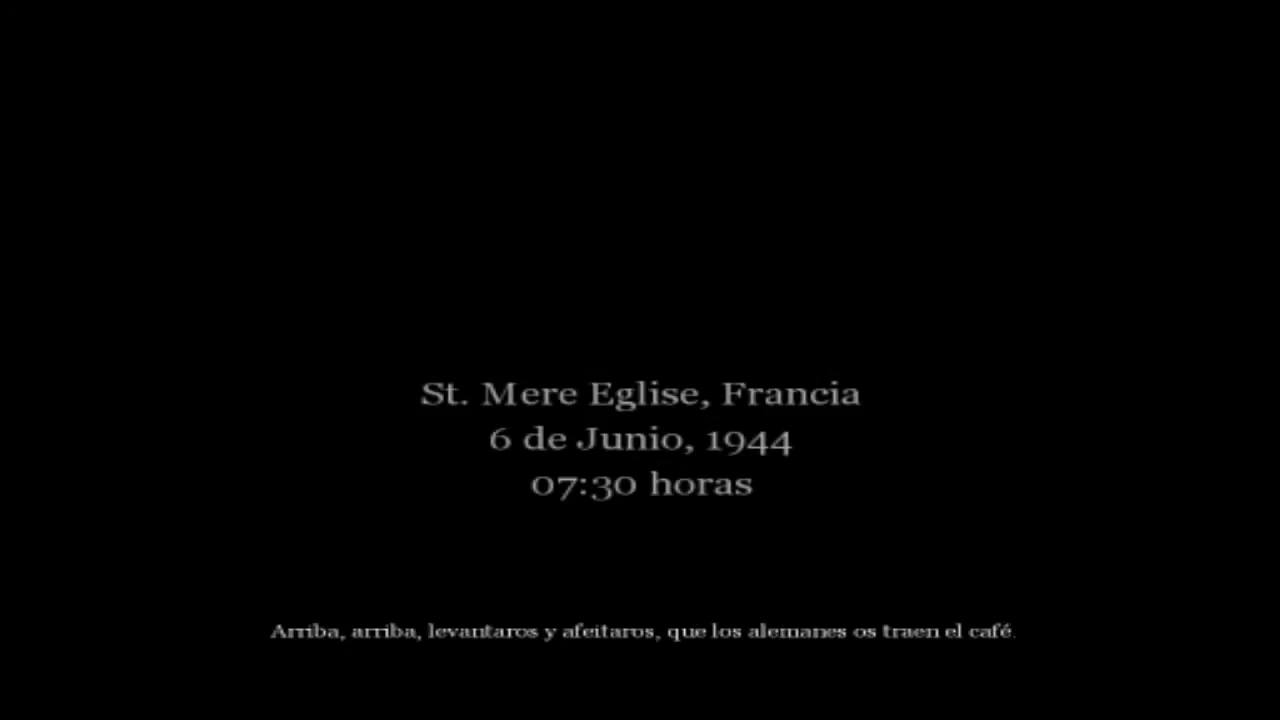 St. Mere Eglise, Francia
6 de Junio, 1944
07:30 horas
Arriba, arriba, levantaros y afeitaros, que los alemanes os traen el café.